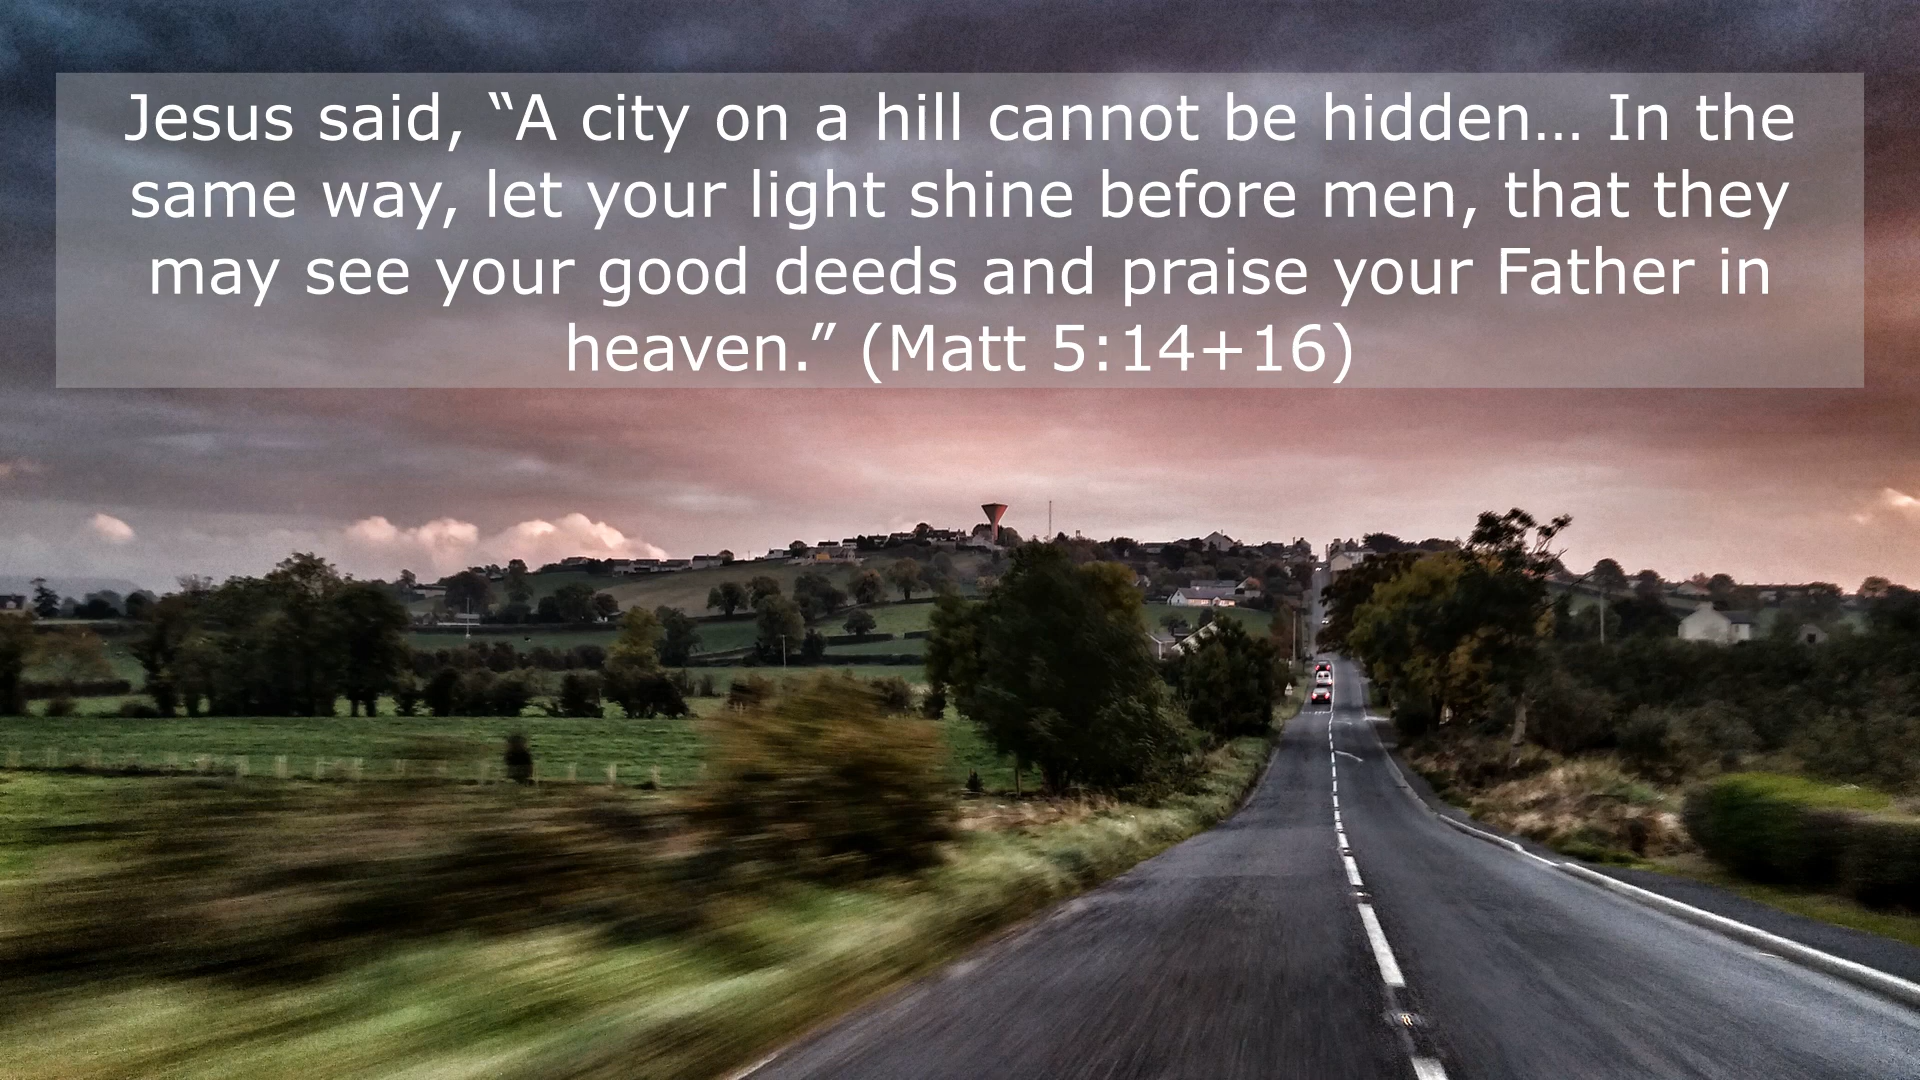 Jesus said, “A city on a hill cannot be hidden… In the
same way, let your light shine before men, that they
may see your good deeds and praise your Father in
heaven.” (Matt 5:14+16)